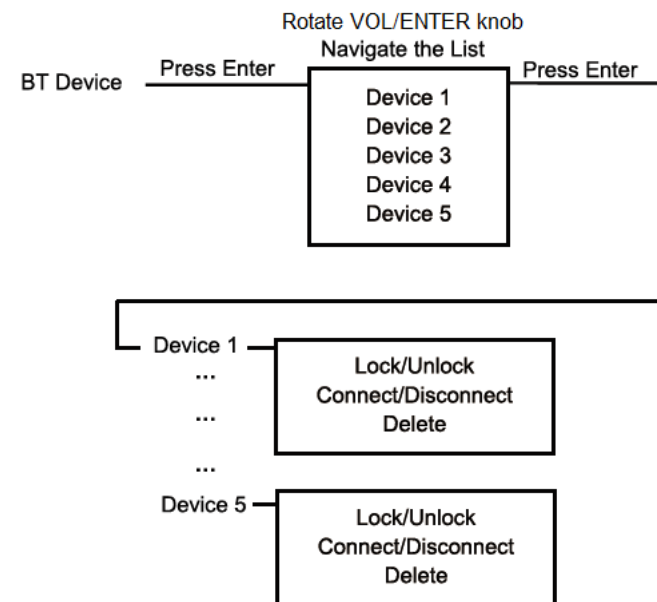 Rotate VOL/ENTER knob
Navigate the List
BT Device
Press Enter
Press Enter
Device 1
Device 2
Device 3
Device 4
Device 5
Device 1
...
...
...
Device 5
Lock/Unlock
Connect/Disconnect
Delete
Lock/Unlock
Connect/Disconnect
Delete